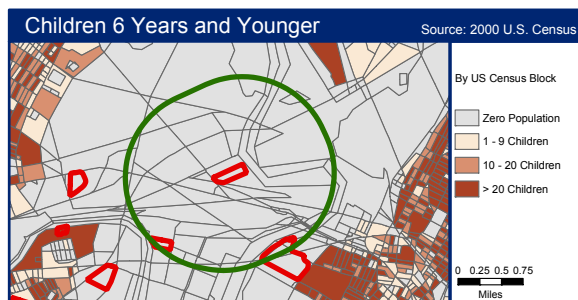 Children 6 Years and Younger
Source: 2000 U.S. Census
By US Census Block
Zero Population
1 - 9 Children
10 - 20 Children
> 20 Children
0 0.25 0.5 0.75
Miles